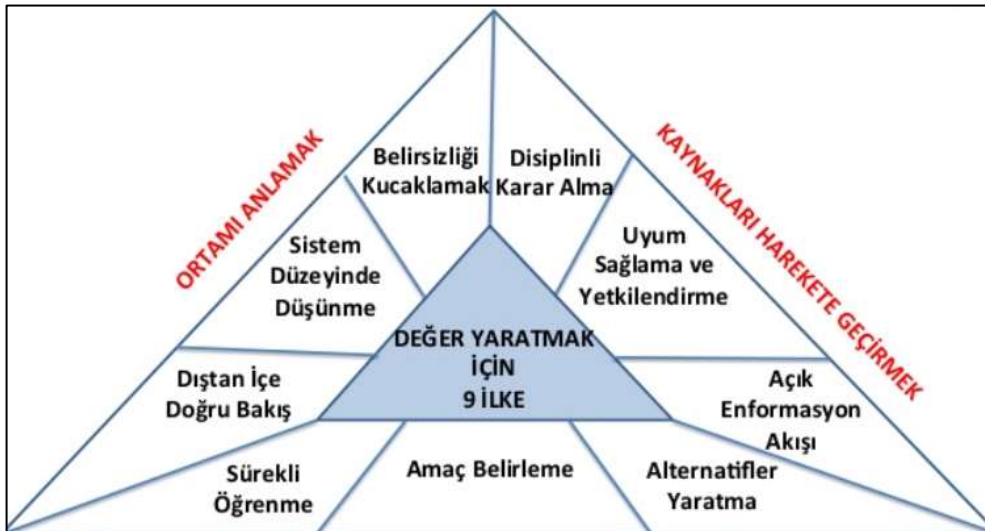 ORTAMI ANLAMAK
KAYNAKLARI HAREKETE GEÇİRMEK
Belirsizliği
Kucaklamak
Disiplinli
Karar Alma
Sistem
Düzeyinde
Düşünme
Uyum
Sağlama ve
Yetkilendirme
DEĞER YARATMAK
İÇİN
9 İLKE
Dıştan İçe
Doğru Bakış
Açık
Enformasyon
Akışı
Sürekli
Öğrenme
Amaç Belirleme
Alternatifler
Yaratma